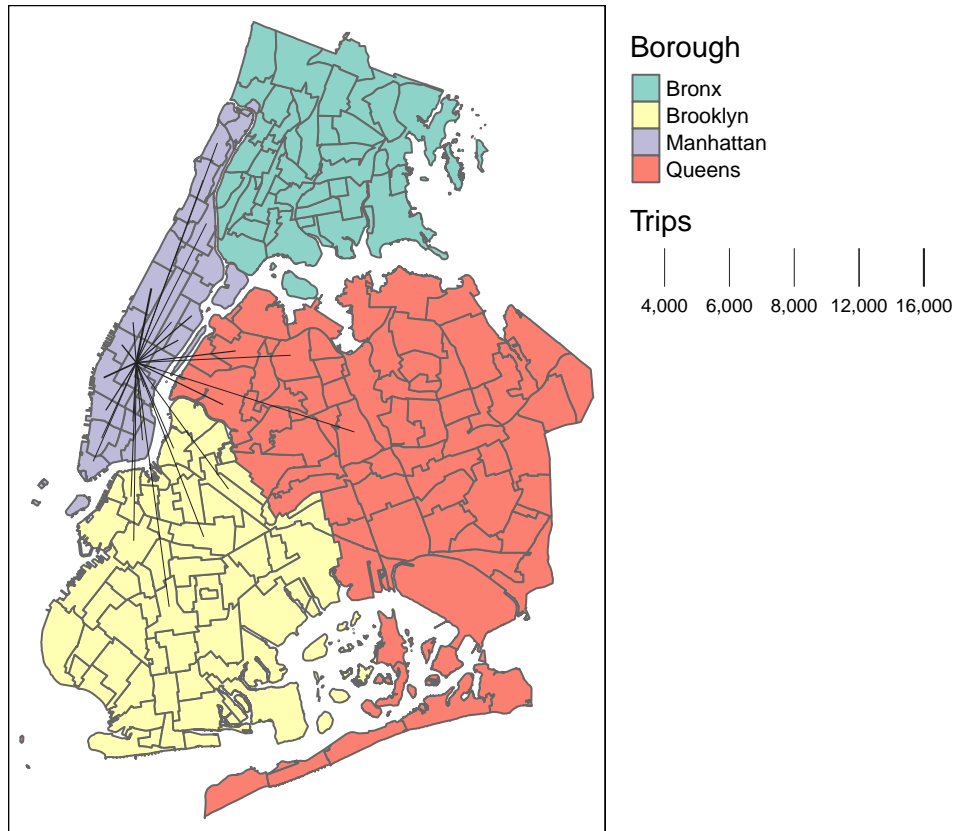 Borough
Bronx
Brooklyn
Manhattan
Queens
Trips
4,000 6,000 8,000 12,000 16,000